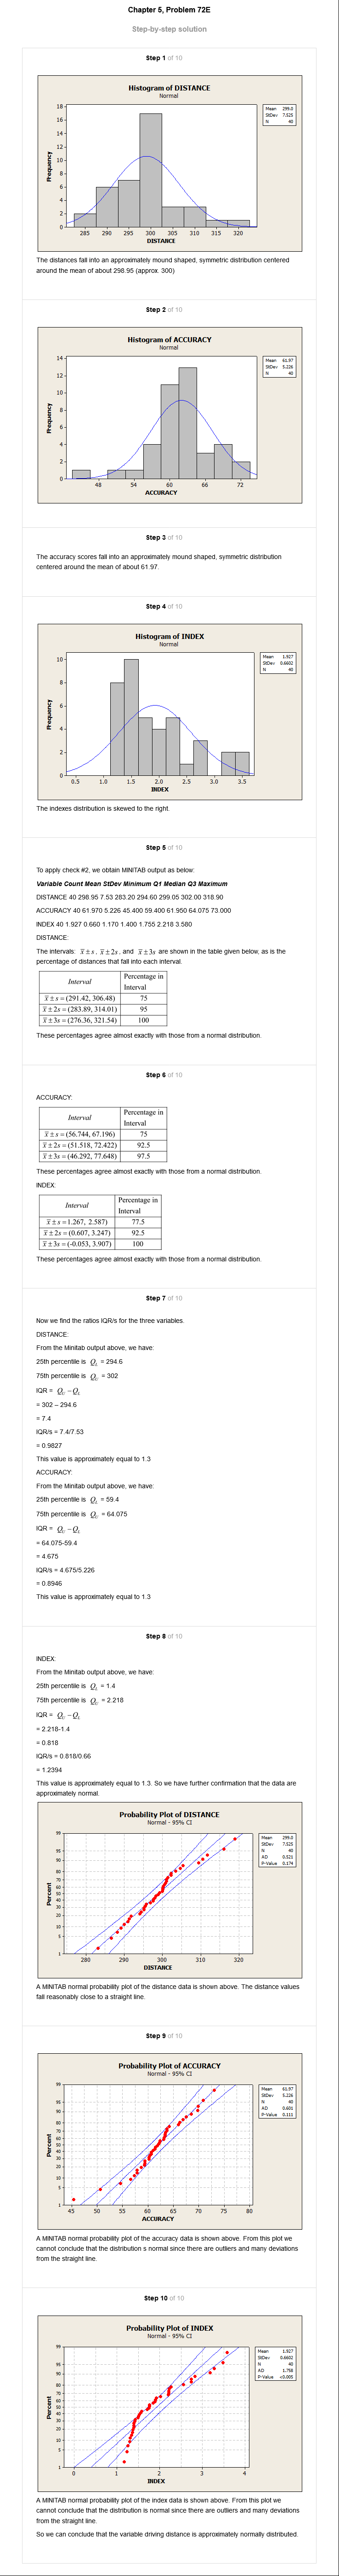 Chapter 5, Problem 72E
Step-by-step solution
Step 1 of 10
Histogram of DISTANCE
Normal
Mean 299.0
StDev 7.525
N 40
Frequency
18
16
14
12
10
8
6
4
2
0
285 290 295 300 305 310 315 320
DISTANCE
The distances fall into an approximately mound shaped, symmetric distribution centered
around the mean of about 298.95 (approx. 300)
Step 2 of 10
Histogram of ACCURACY
Normal
Mean 61.97
StDev 5.226
N 40
Frequency
14
12
10
8
6
4
2
0
48 54 60 66 72
ACCURACY
Step 3 of 10
The accuracy scores fall into an approximately mound shaped, symmetric distribution
centered around the mean of about 61.97.
Step 4 of 10
Histogram of INDEX
Normal
Mean 1.927
StDev 0.6602
N 40
Frequency
10
8
6
4
2
0
0.5 1.0 1.5 2.0 2.5 3.0 3.5
INDEX
The indexes distribution is skewed to the right.
Step 5 of 10
To apply check #2, we obtain MINITAB output as below:
Variable Count Mean StDev Minimum Q1 Median Q3 Maximum
DISTANCE 40 298.95 7.53 283.20 294.60 299.05 302.00 318.90
ACCURACY 40 61.970 5.226 45.400 59.400 61.950 64.075 73.000
INDEX 40 1.927 0.660 1.170 1.400 1.755 2.218 3.580
DISTANCE:
The intervals: x̅ ± s, x̅ ± 2s, and x̅ ± 3s are shown in the table given below, as is the
percentage of distances that fall into each interval.
Interval Percentage in Interval
x̅ ± s = (291.42, 306.48) 75
x̅ ± 2s = (283.89, 314.01) 95
x̅ ± 3s = (276.36, 321.54) 100
These percentages agree almost exactly with those from a normal distribution.
Step 6 of 10
ACCURACY:
Interval Percentage in Interval
x̅ ± s = (56.744, 67.196) 75
x̅ ± 2s = (51,518, 72.422) 92.5
x̅ ± 3s = (46.292, 77.648) 97.5
These percentages agree almost exactly with those from a normal distribution.
INDEX:
Interval Percentage in Interval
x̅ ± s = 1.267, 2.587) 77.5
x̅ ± 2s = (0.607, 3.247) 92.5
x̅ ± 3s = (-0.053, 3.907) 100
These percentages agree almost exactly with those from a normal distribution.
Step 7 of 10
Now we find the ratios IQR/s for the three variables.
DISTANCE:
From the Minitab output above, we have:
25th percentile is Q_L = 294.6
75th percentile is Q_U = 302
IQR = Q_U − Q_L
= 302 – 294.6
= 7.4
IQR/s = 7.4/7.53
= 0.9827
This value is approximately equal to 1.3
ACCURACY:
From the Minitab output above, we have:
25th percentile is Q_L = 59.4
75th percentile is Q_U = 64.075
IQR = Q_U − Q_L
= 64.075-59.4
= 4.675
IQR/s = 4.675/5.226
= 0.8946
This value is approximately equal to 1.3
Step 8 of 10
INDEX:
From the Minitab output above, we have:
25th percentile is Q_L = 1.4
75th percentile is Q_U = 2.218
IQR = Q_U − Q_L
= 2.218-1.4
= 0.818
IQR/s = 0.818/0.66
= 1.2394
This value is approximately equal to 1.3. So we have further confirmation that the data are
approximately normal.
Probability Plot of DISTANCE
Normal - 95% CI
Mean 299.0
StDev 7.525
N 40
AD 0.521
P-Value 0.174
Percent
99
95
90
80
70
60
50
40
30
20
10
5
1
280 290 300 310 320
DISTANCE
A MINITAB normal probability plot of the distance data is shown above. The distance values
fall reasonably close to a straight line.
Step 9 of 10
Probability Plot of ACCURACY
Normal - 95% CI
Mean 61.97
StDev 5.226
N 40
AD 0.601
P-Value 0.111
Percent
99
95
90
80
70
60
50
40
30
20
10
5
1
45 50 55 60 65 70 75 80
ACCURACY
A MINITAB normal probability plot of the accuracy data is shown above. From this plot we
cannot conclude that the distribution s normal since there are outliers and many deviations
from the straight line.
Step 10 of 10
Probability Plot of INDEX
Normal - 95% CI
Mean 1.927
StDev 0.6602
N 40
AD 1.758
P-Value <0.005
Percent
99
95
90
80
70
60
50
40
30
20
10
5
1
0 1 2 3 4
INDEX
A MINITAB normal probability plot of the index data is shown above. From this plot we
cannot conclude that the distribution is normal since there are outliers and many deviations
from the straight line.
So we can conclude that the variable driving distance is approximately normally distributed.